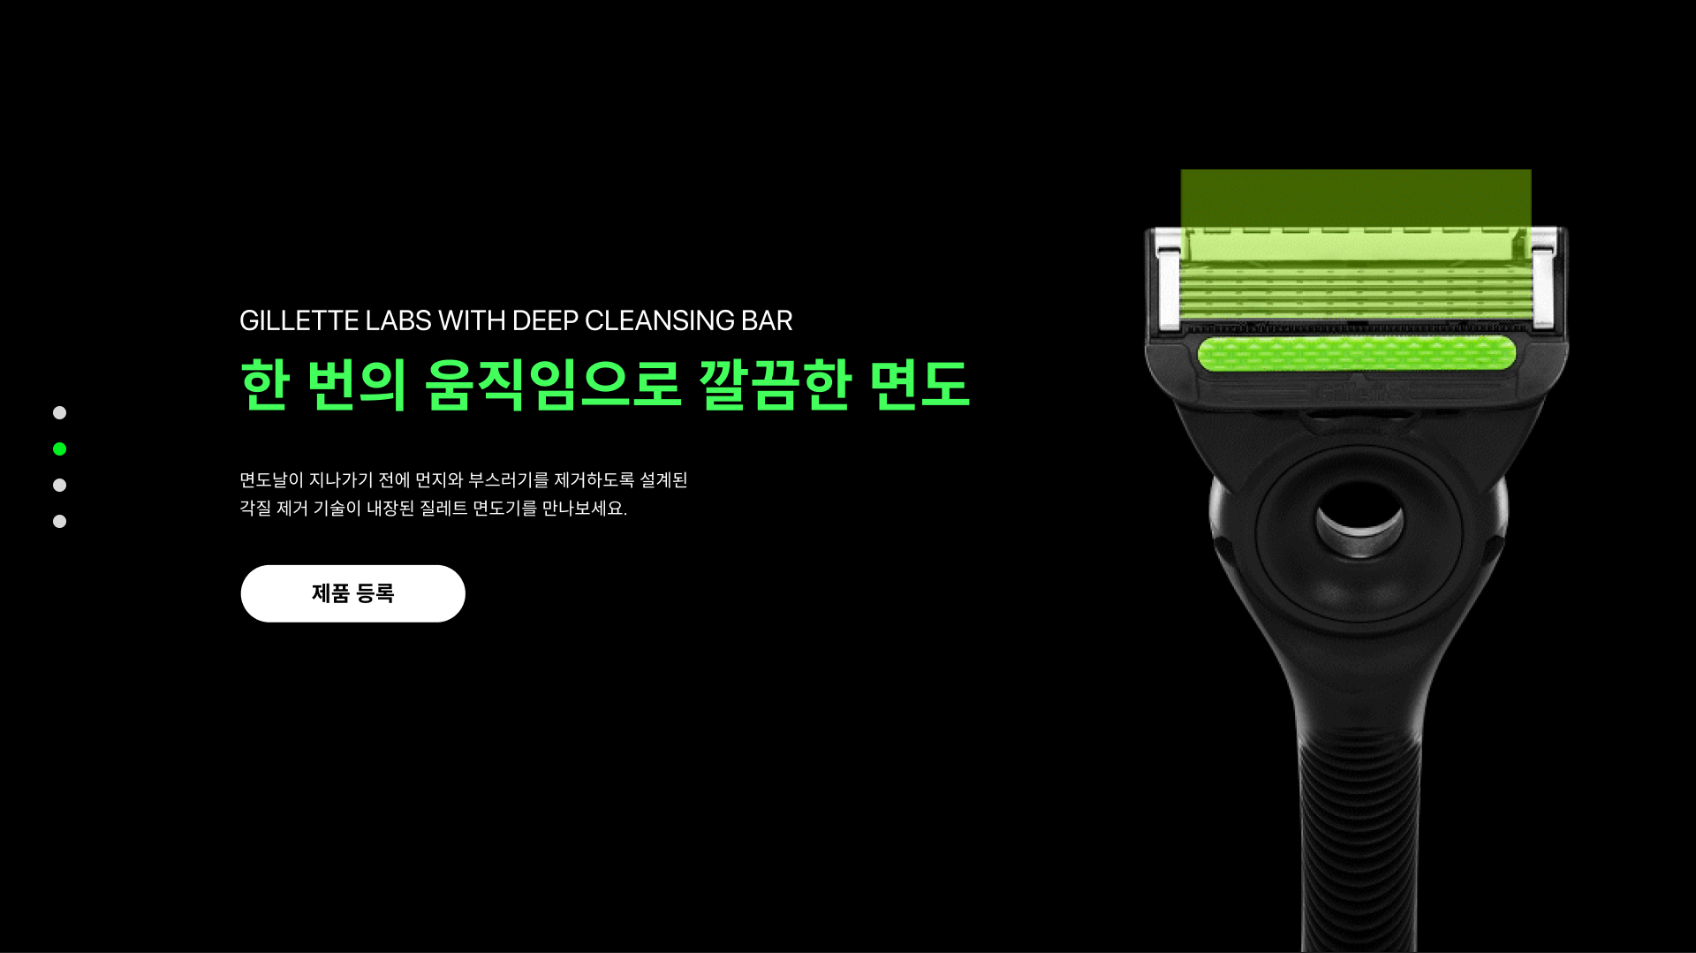 GILLETTE LABS WITH DEEP CLEANSING BAR
한 번의 움직임으로 깔끔한 면도
면도날이 지나가기 전에 먼지와 부스러기를 제거하도록 설계된
각질 제거 기술이 내장된 질레트 면도기를 만나보세요.
제품 등록